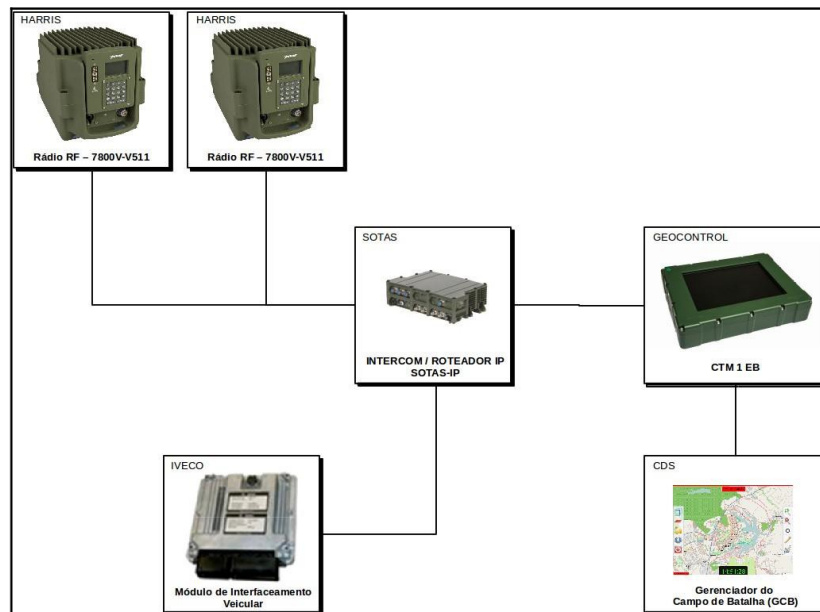 HARRIS
Rádio RF – 7800V-V511
HARRIS
Rádio RF – 7800V-V511
SOTAS
INTERCOM / ROTEADOR IP
SOTAS-IP
GEOCONTROL
CTM 1 EB
IVECO
Módulo de Interfaceamento
Veicular
CDS
Gerenciador do
Campo de Batalha (GCB)